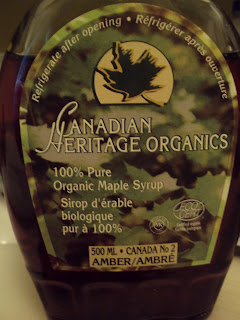 Refrigerate after opening • Réfrigérer après ouverture
CANADIAN
HERITAGE ORGANICS
100% Pure
Organic Maple Syrup
Sirop d'érable
biologique
pur à 100%
500 ML • CANADA No 2
AMBER/AMBRÉ